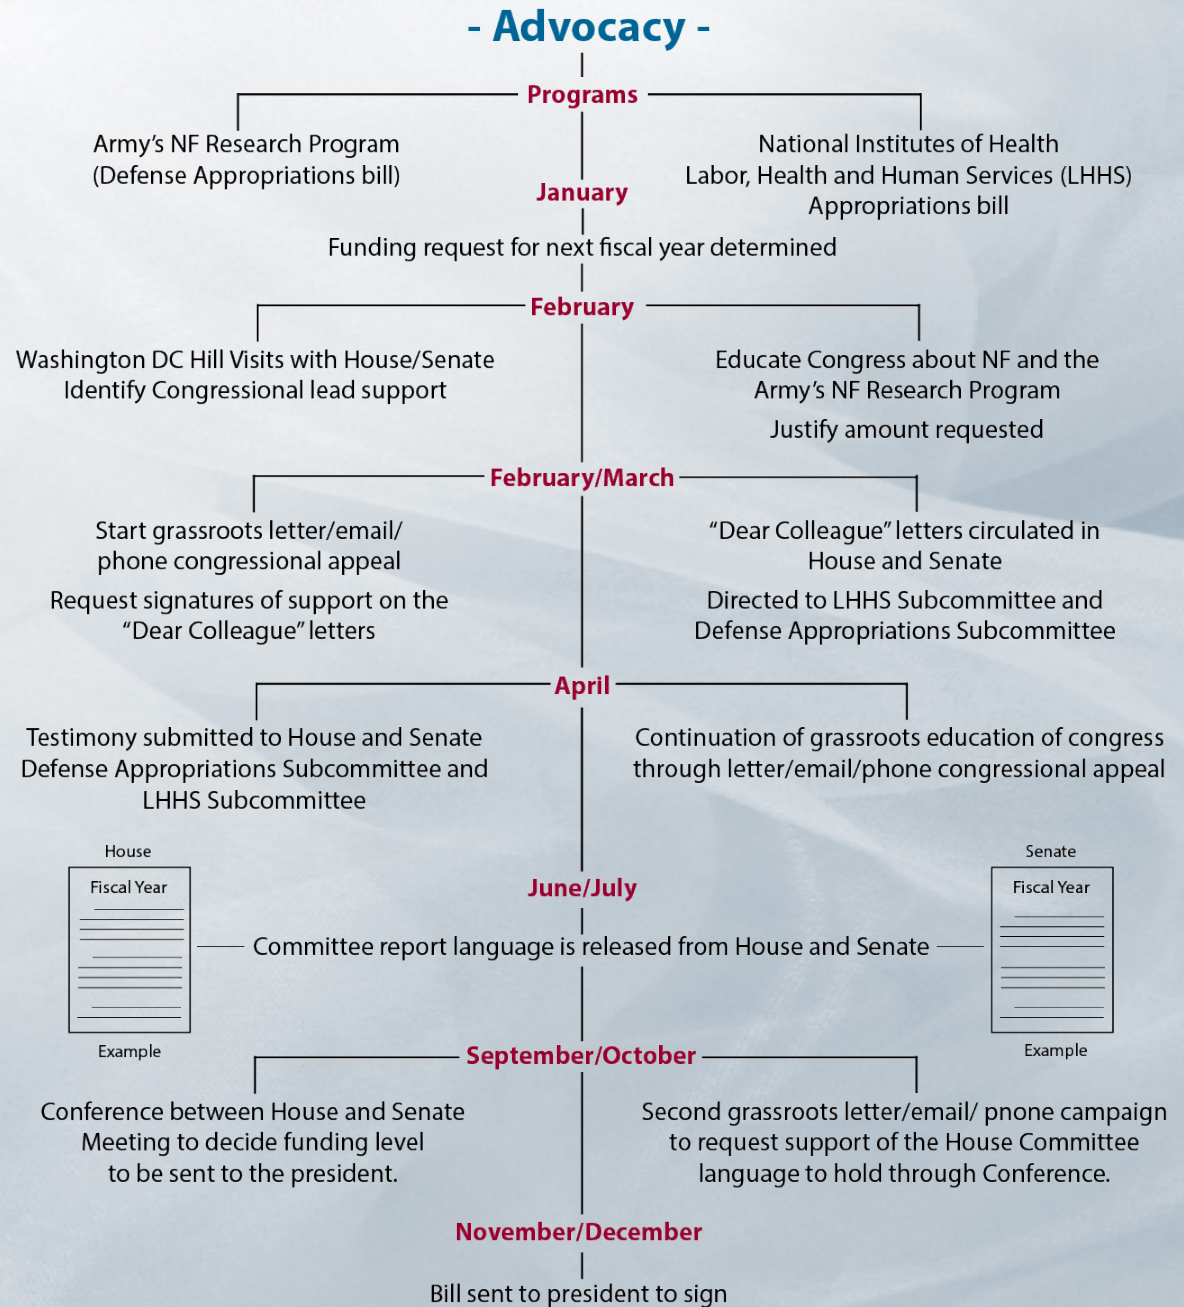 - Advocacy -
Programs
Army's NF Research Program
(Defense Appropriations bill)
National Institutes of Health
Labor, Health and Human Services (LHHS)
Appropriations bill
January
Funding request for next fiscal year determined
February
Washington DC Hill Visits with House/Senate
Identify Congressional lead support
Educate Congress about NF and the
Army's NF Research Program
Justify amount requested
February/March
Start grassroots letter/email/
phone congressional appeal
Request signatures of support on the
"Dear Colleague" letters
"Dear Colleague" letters circulated in
House and Senate
Directed to LHHS Subcommittee and
Defense Appropriations Subcommittee
April
Testimony submitted to House and Senate
Defense Appropriations Subcommittee and
LHHS Subcommittee
Continuation of grassroots education of congress
through letter/email/phone congressional appeal
House
Fiscal Year
Example
Senate
Fiscal Year
Example
June/July
Committee report language is released from House and Senate
September/October
Conference between House and Senate
Meeting to decide funding level
to be sent to the president.
Second grassroots letter/email/ pnone campaign
to request support of the House Committee
language to hold through Conference.
November/December
Bill sent to president to sign